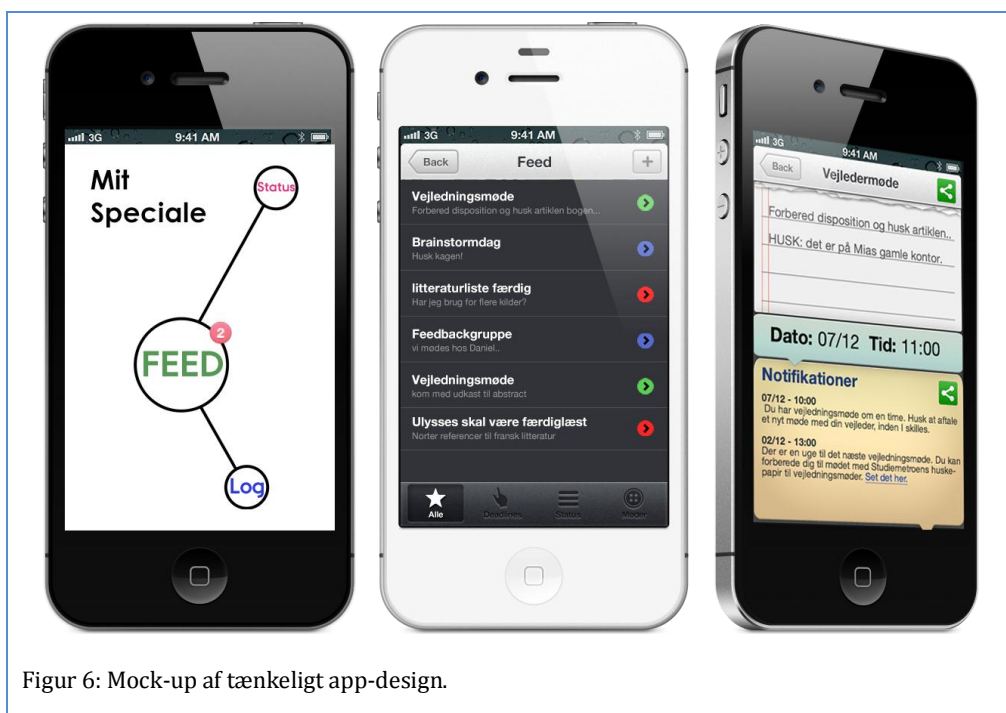 3G 9:41 AM
Mit
Speciale
Status
2
FEED
Log
3G 9:41 AM
Back Feed +
Vejledningsmøde
Forbered disposition og husk artiklen bogen...
Brainstormdag
Husk kagen!
litteraturliste færdig
Har jeg brug for flere kilder?
Feedbackgruppe
vi mødes hos Daniel..
Vejledningsmøde
kom med udkast til abstract
Ulysses skal være færdiglæst
Norter referencer til fransk litteratur
Alle Deadlines Status Møder
3G 9:41 AM
Back Vejledermøde
Forbered disposition og husk artiklen..
HUSK: det er på Mias gamle kontor.
Dato: 07/12 Tid: 11:00
Notifikationer
07/12 - 10:00
Du har vejledningsmøde om en time. Husk at aftale
et nyt møde med din vejleder, inden I skilles.
02/12 - 13:00
Der er en uge til det næste vejledningsmøde. Du kan
forberede dig til mødet med Studiemetroens huske-
papir til vejledningsmøder. Set det her.
Figur 6: Mock-up af tænkeligt app-design.